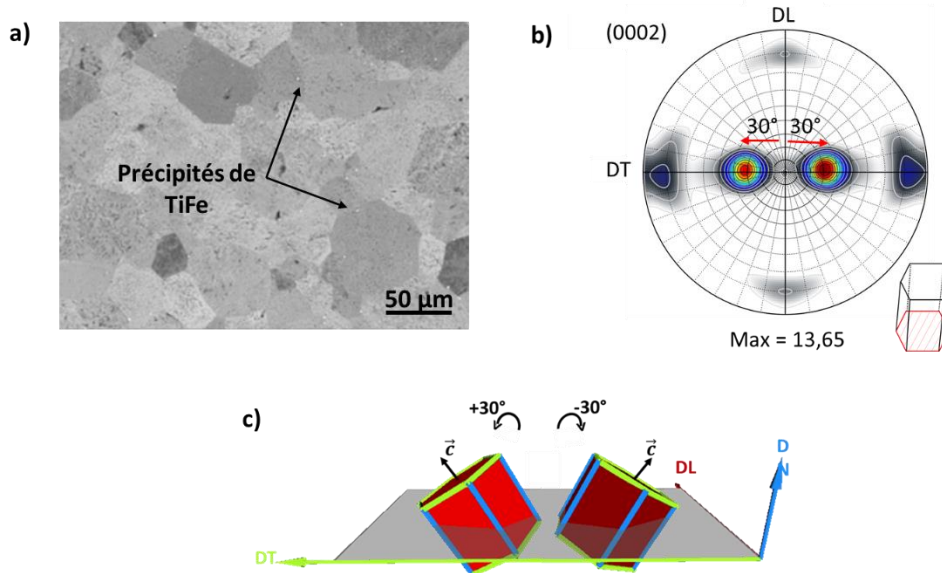 a)
Précipités de
TiFe
50 µm
b)
(0002)
DL
30° 30°
DT
Max = 13,65
c)
+30° -30°
c⃗ c⃗
DL
D
N
DT